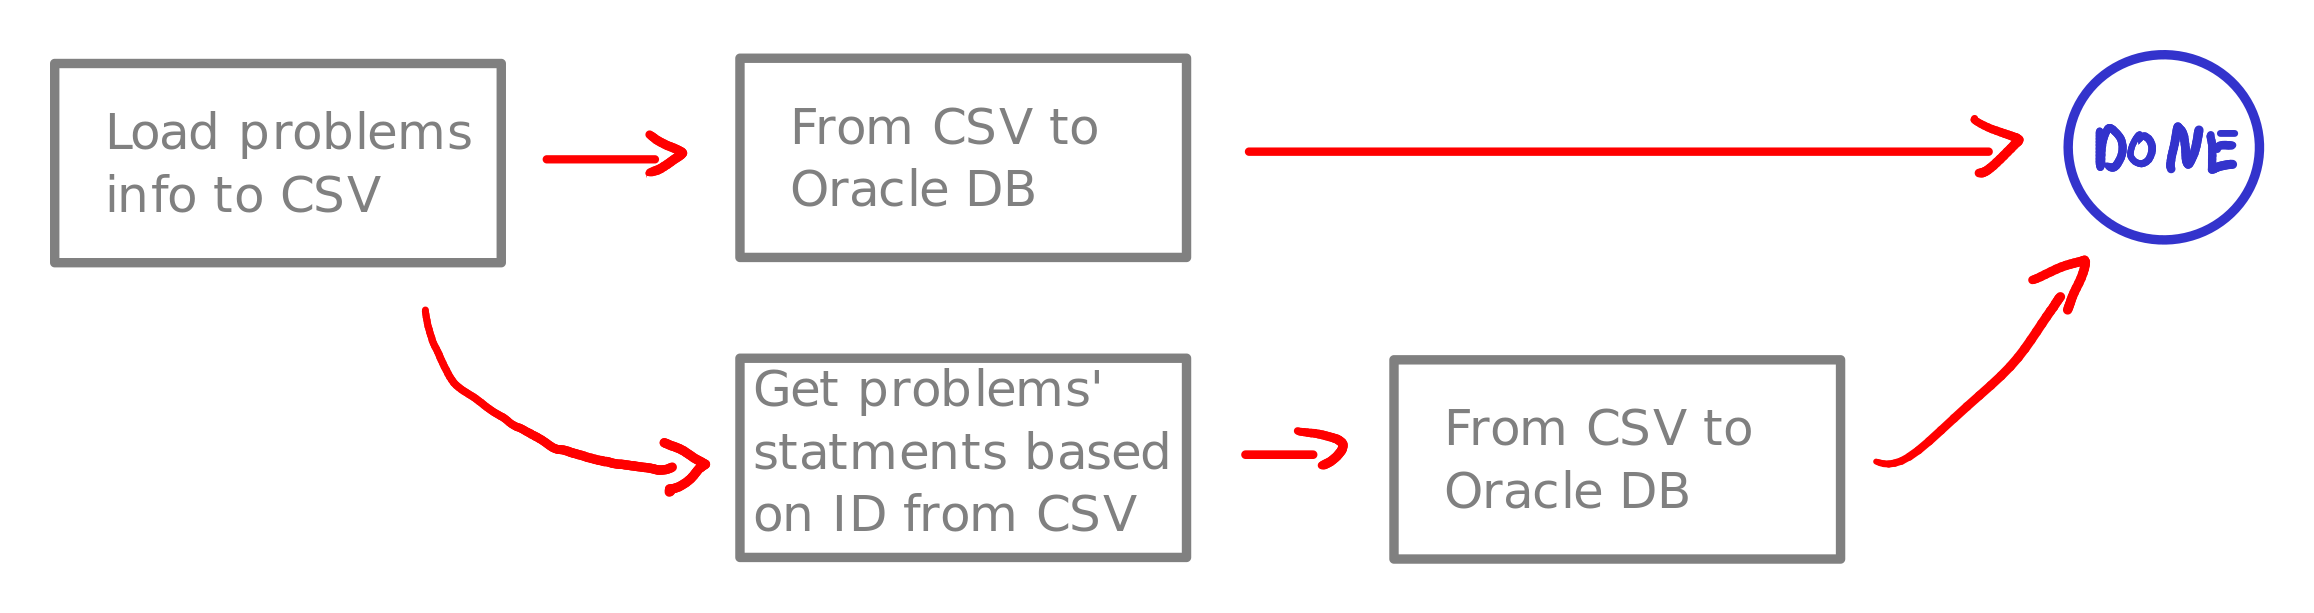 Load problems
info to CSV
From CSV to
Oracle DB
DONE
Get problems'
statments based
on ID from CSV
From CSV to
Oracle DB